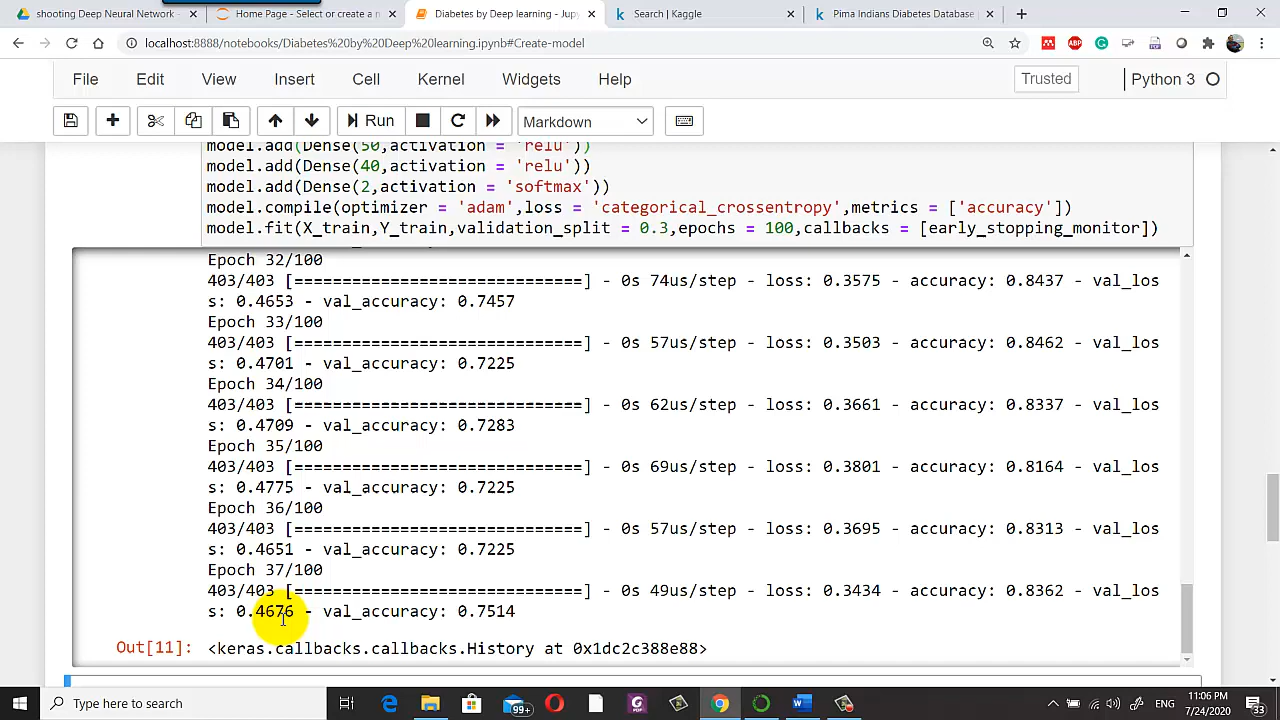 shooting Deep Neural Network -
Home Page - Select or create a n
Diabetes by Deep learning - Jup
Search | Kaggle
Pima Indians Diabetes Database
localhost:8888/notebooks/Diabetes%20by%20Deep%20learning.ipynb#Create-model
File Edit View Insert Cell Kernel Widgets Help Trusted Python 3
Run Markdown
model.add(Dense(50,activation = 'relu'))
model.add(Dense(40,activation = 'relu'))
model.add(Dense(2,activation = 'softmax'))
model.compile(optimizer = 'adam',loss = 'categorical_crossentropy',metrics = ['accuracy'])
model.fit(X_train,Y_train,validation_split = 0.3,epochs = 100,callbacks = [early_stopping_monitor])
Epoch 32/100
403/403 [==============================] - 0s 74us/step - loss: 0.3575 - accuracy: 0.8437 - val_los
s: 0.4653 - val_accuracy: 0.7457
Epoch 33/100
403/403 [==============================] - 0s 57us/step - loss: 0.3503 - accuracy: 0.8462 - val_los
s: 0.4701 - val_accuracy: 0.7225
Epoch 34/100
403/403 [==============================] - 0s 62us/step - loss: 0.3661 - accuracy: 0.8337 - val_los
s: 0.4709 - val_accuracy: 0.7283
Epoch 35/100
403/403 [==============================] - 0s 69us/step - loss: 0.3801 - accuracy: 0.8164 - val_los
s: 0.4775 - val_accuracy: 0.7225
Epoch 36/100
403/403 [==============================] - 0s 57us/step - loss: 0.3695 - accuracy: 0.8313 - val_los
s: 0.4651 - val_accuracy: 0.7225
Epoch 37/100
403/403 [==============================] - 0s 49us/step - loss: 0.3434 - accuracy: 0.8362 - val_los
s: 0.4676 - val_accuracy: 0.7514
Out[11]: <keras.callbacks.callbacks.History at 0x1dc2c388e88>
Type here to search
99+
ENG
11:06 PM
7/24/2020
33